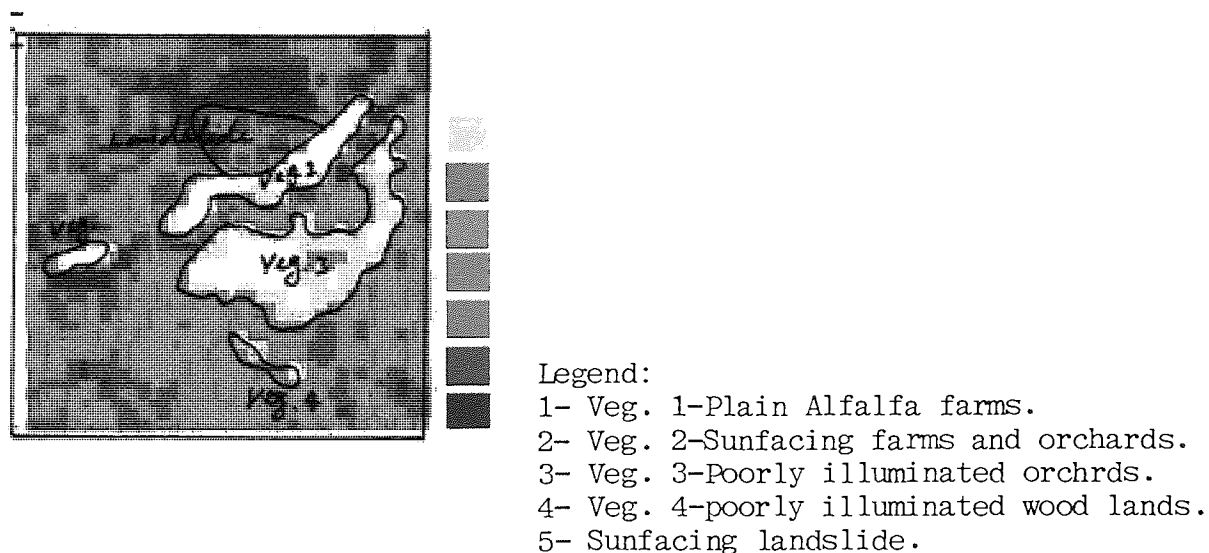 Landslide
Veg.2
Veg.
Veg.3
Veg.4
Legend:
1- Veg. 1-Plain Alfalfa farms.
2- Veg. 2-Sunfacing farms and orchards.
3- Veg. 3-Poorly illuminated orchrds.
4- Veg. 4-poorly illuminated wood lands.
5- Sunfacing landslide.